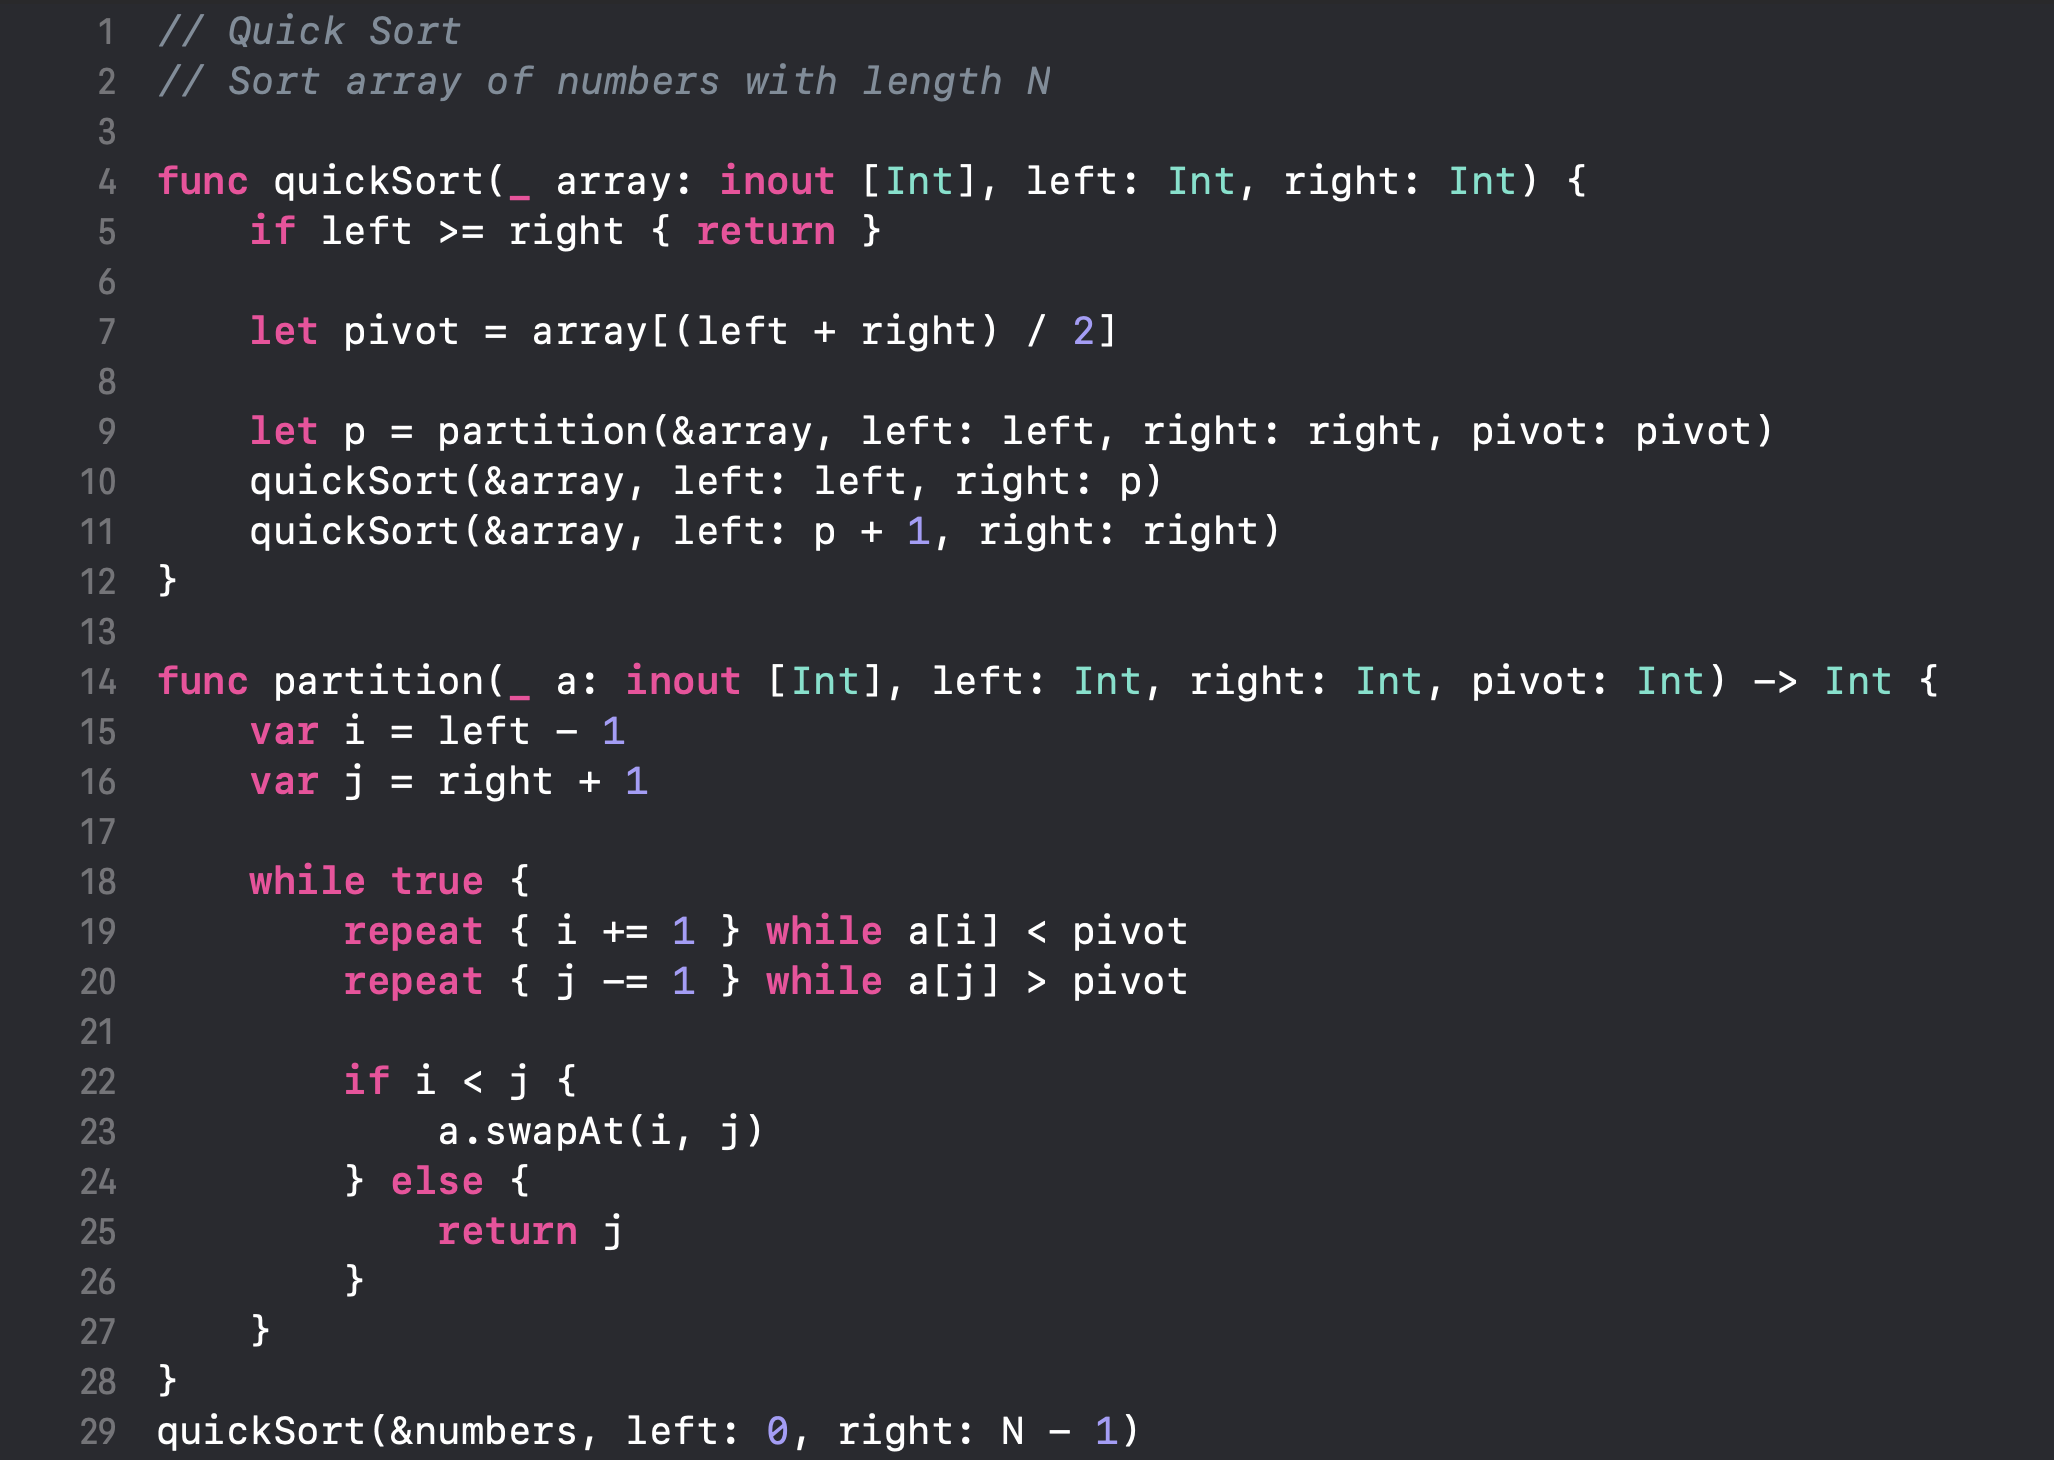 1 // Quick Sort
2 // Sort array of numbers with length N
3
4 func quickSort(_ array: inout [Int], left: Int, right: Int) {
5     if left >= right { return }
6
7     let pivot = array[(left + right) / 2]
8
9     let p = partition(&array, left: left, right: right, pivot: pivot)
10     quickSort(&array, left: left, right: p)
11     quickSort(&array, left: p + 1, right: right)
12 }
13
14 func partition(_ a: inout [Int], left: Int, right: Int, pivot: Int) -> Int {
15     var i = left - 1
16     var j = right + 1
17
18     while true {
19         repeat { i += 1 } while a[i] < pivot
20         repeat { j -= 1 } while a[j] > pivot
21
22         if i < j {
23             a.swapAt(i, j)
24         } else {
25             return j
26         }
27     }
28 }
29 quickSort(&numbers, left: 0, right: N - 1)